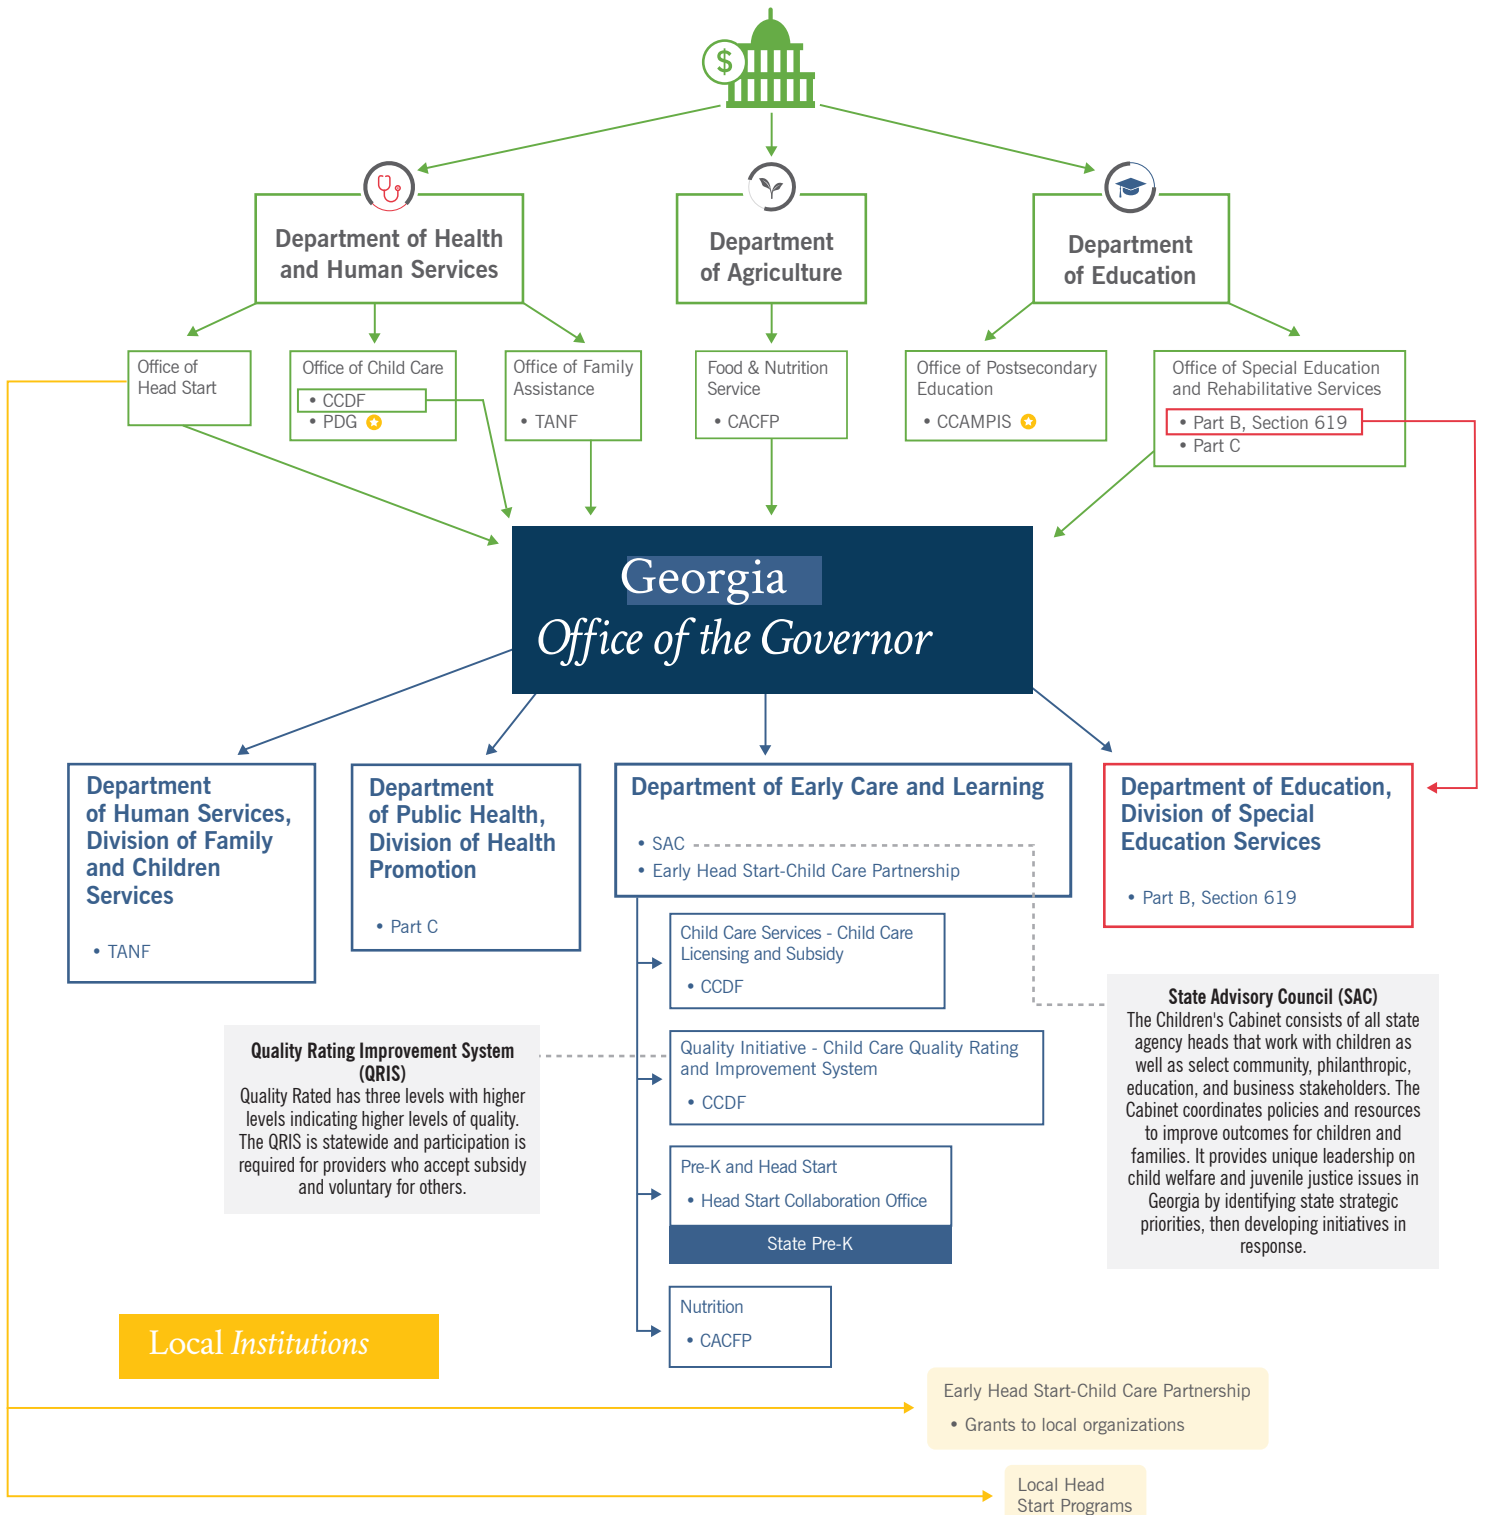 $
Department of Health
and Human Services
Department
of Agriculture
Department
of Education
Office of
Head Start
Office of Child Care
• CCDF
• PDG
Office of Family
Assistance
• TANF
Food & Nutrition
Service
• CACFP
Office of Postsecondary
Education
• CCAMPIS
Office of Special Education
and Rehabilitative Services
• Part B, Section 619
• Part C
Georgia
Office of the Governor
Department
of Human Services,
Division of Family
and Children
Services
• TANF
Department
of Public Health,
Division of Health
Promotion
• Part C
Department of Early Care and Learning
• SAC
• Early Head Start-Child Care Partnership
Department of Education,
Division of Special
Education Services
• Part B, Section 619
Child Care Services - Child Care
Licensing and Subsidy
• CCDF
Quality Initiative - Child Care Quality Rating
and Improvement System
• CCDF
Pre-K and Head Start
• Head Start Collaboration Office
State Pre-K
Nutrition
• CACFP
Quality Rating Improvement System
(QRIS)
Quality Rated has three levels with higher
levels indicating higher levels of quality.
The QRIS is statewide and participation is
required for providers who accept subsidy
and voluntary for others.
State Advisory Council (SAC)
The Children's Cabinet consists of all state
agency heads that work with children as
well as select community, philanthropic,
education, and business stakeholders. The
Cabinet coordinates policies and resources
to improve outcomes for children and
families. It provides unique leadership on
child welfare and juvenile justice issues in
Georgia by identifying state strategic
priorities, then developing initiatives in
response.
Local Institutions
Early Head Start-Child Care Partnership
• Grants to local organizations
Local Head
Start Programs